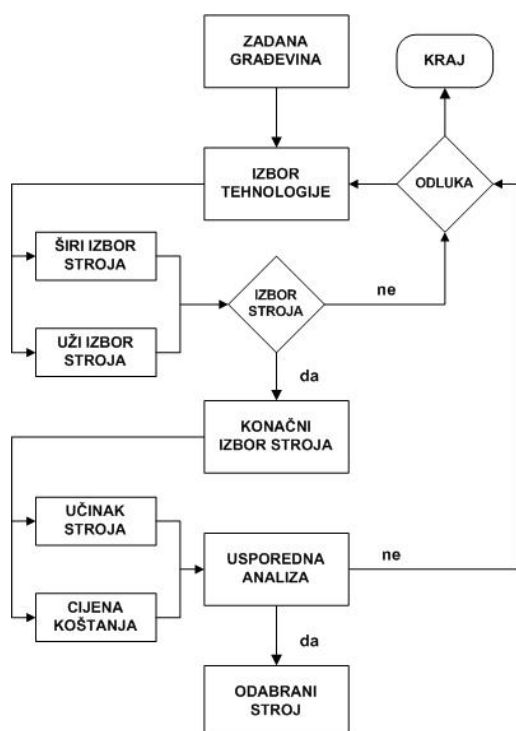 ZADANA
GRAĐEVINA
KRAJ
IZBOR
TEHNOLOGIJE
ODLUKA
ŠIRI IZBOR
STROJA
IZBOR
STROJA
ne
UŽI IZBOR
STROJA
da
KONAČNI
IZBOR STROJA
UČINAK
STROJA
USPOREDNA
ANALIZA
ne
CIJENA
KOŠTANJA
da
ODABRANI
STROJ